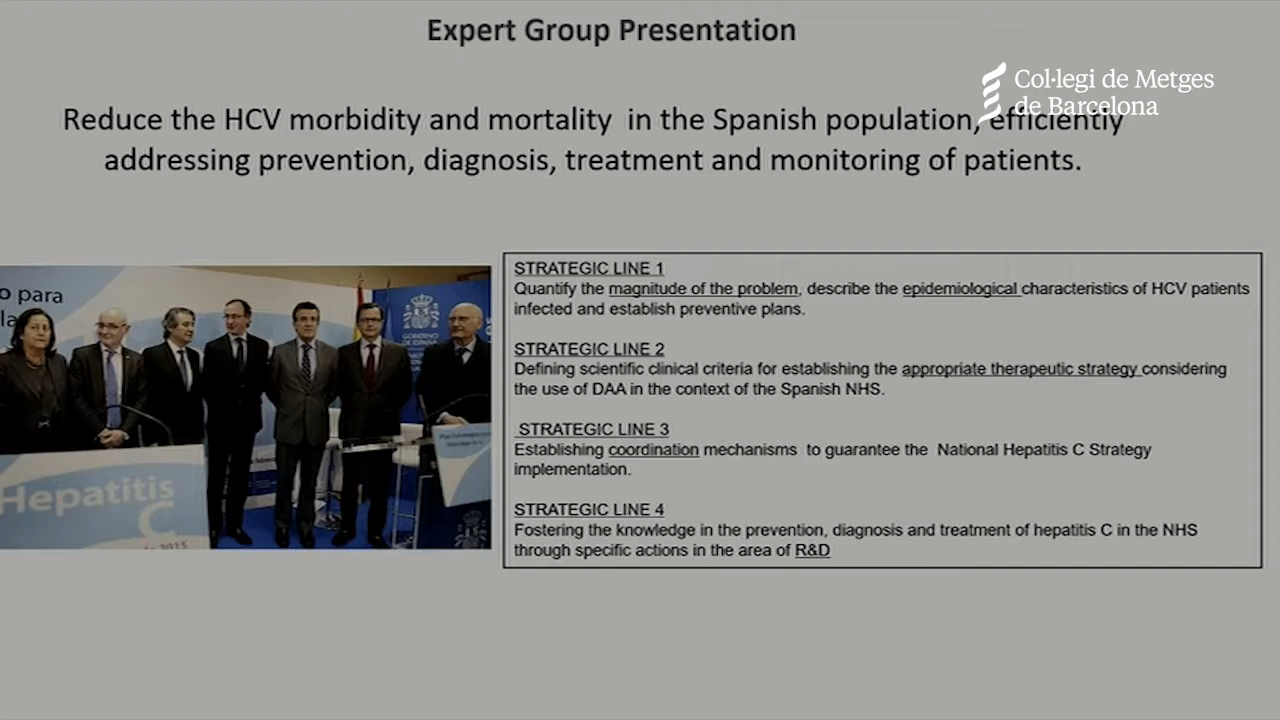 Expert Group Presentation
Col·legi de Metges
de Barcelona
Reduce the HCV morbidity and mortality in the Spanish population, efficiently
addressing prevention, diagnosis, treatment and monitoring of patients.
o para
la
GOBIERNO
DE ESPAÑA
Hepatitis
C
2015
STRATEGIC LINE 1
Quantify the magnitude of the problem, describe the epidemiological characteristics of HCV patients
infected and establish preventive plans.
STRATEGIC LINE 2
Defining scientific clinical criteria for establishing the appropriate therapeutic strategy considering
the use of DAA in the context of the Spanish NHS.
STRATEGIC LINE 3
Establishing coordination mechanisms to guarantee the National Hepatitis C Strategy
implementation.
STRATEGIC LINE 4
Fostering the knowledge in the prevention, diagnosis and treatment of hepatitis C in the NHS
through specific actions in the area of R&D